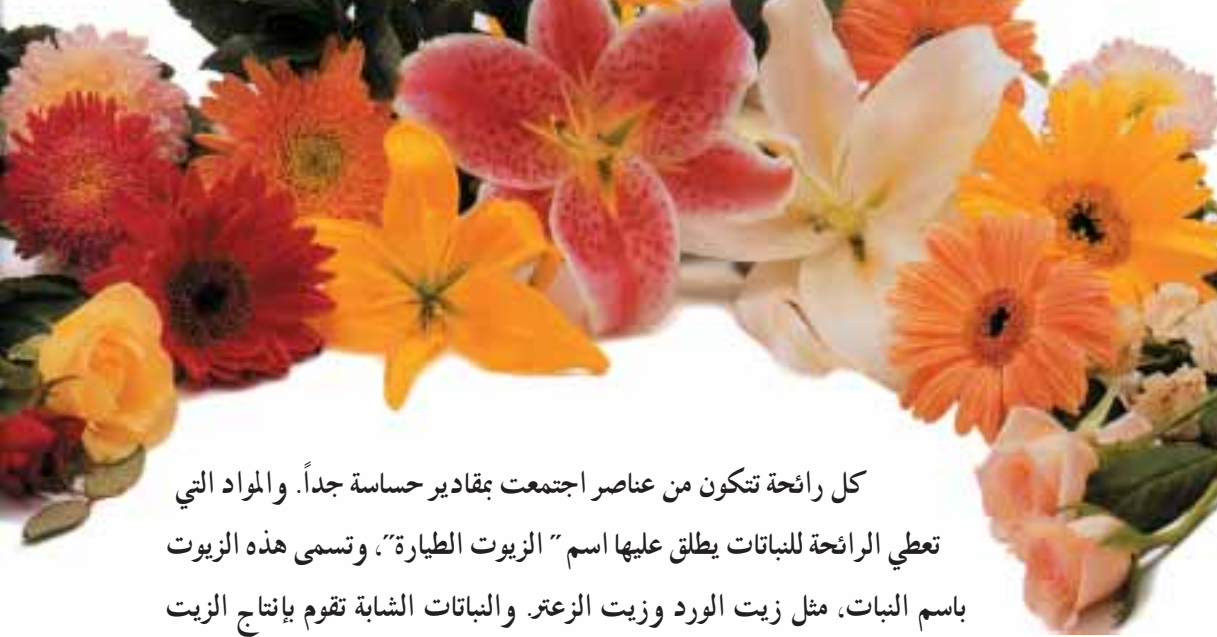 كل رائحة تتكون من عناصر اجتمعت بمقادير حساسة جداً. والمواد التي
تعطي الرائحة للنباتات يطلق عليها اسم ״ الزيوت الطيارة״، وتسمى هذه الزيوت
باسم النبات، مثل زيت الورد وزيت الزعتر. والنباتات الشابة تقوم بإنتاج الزيت